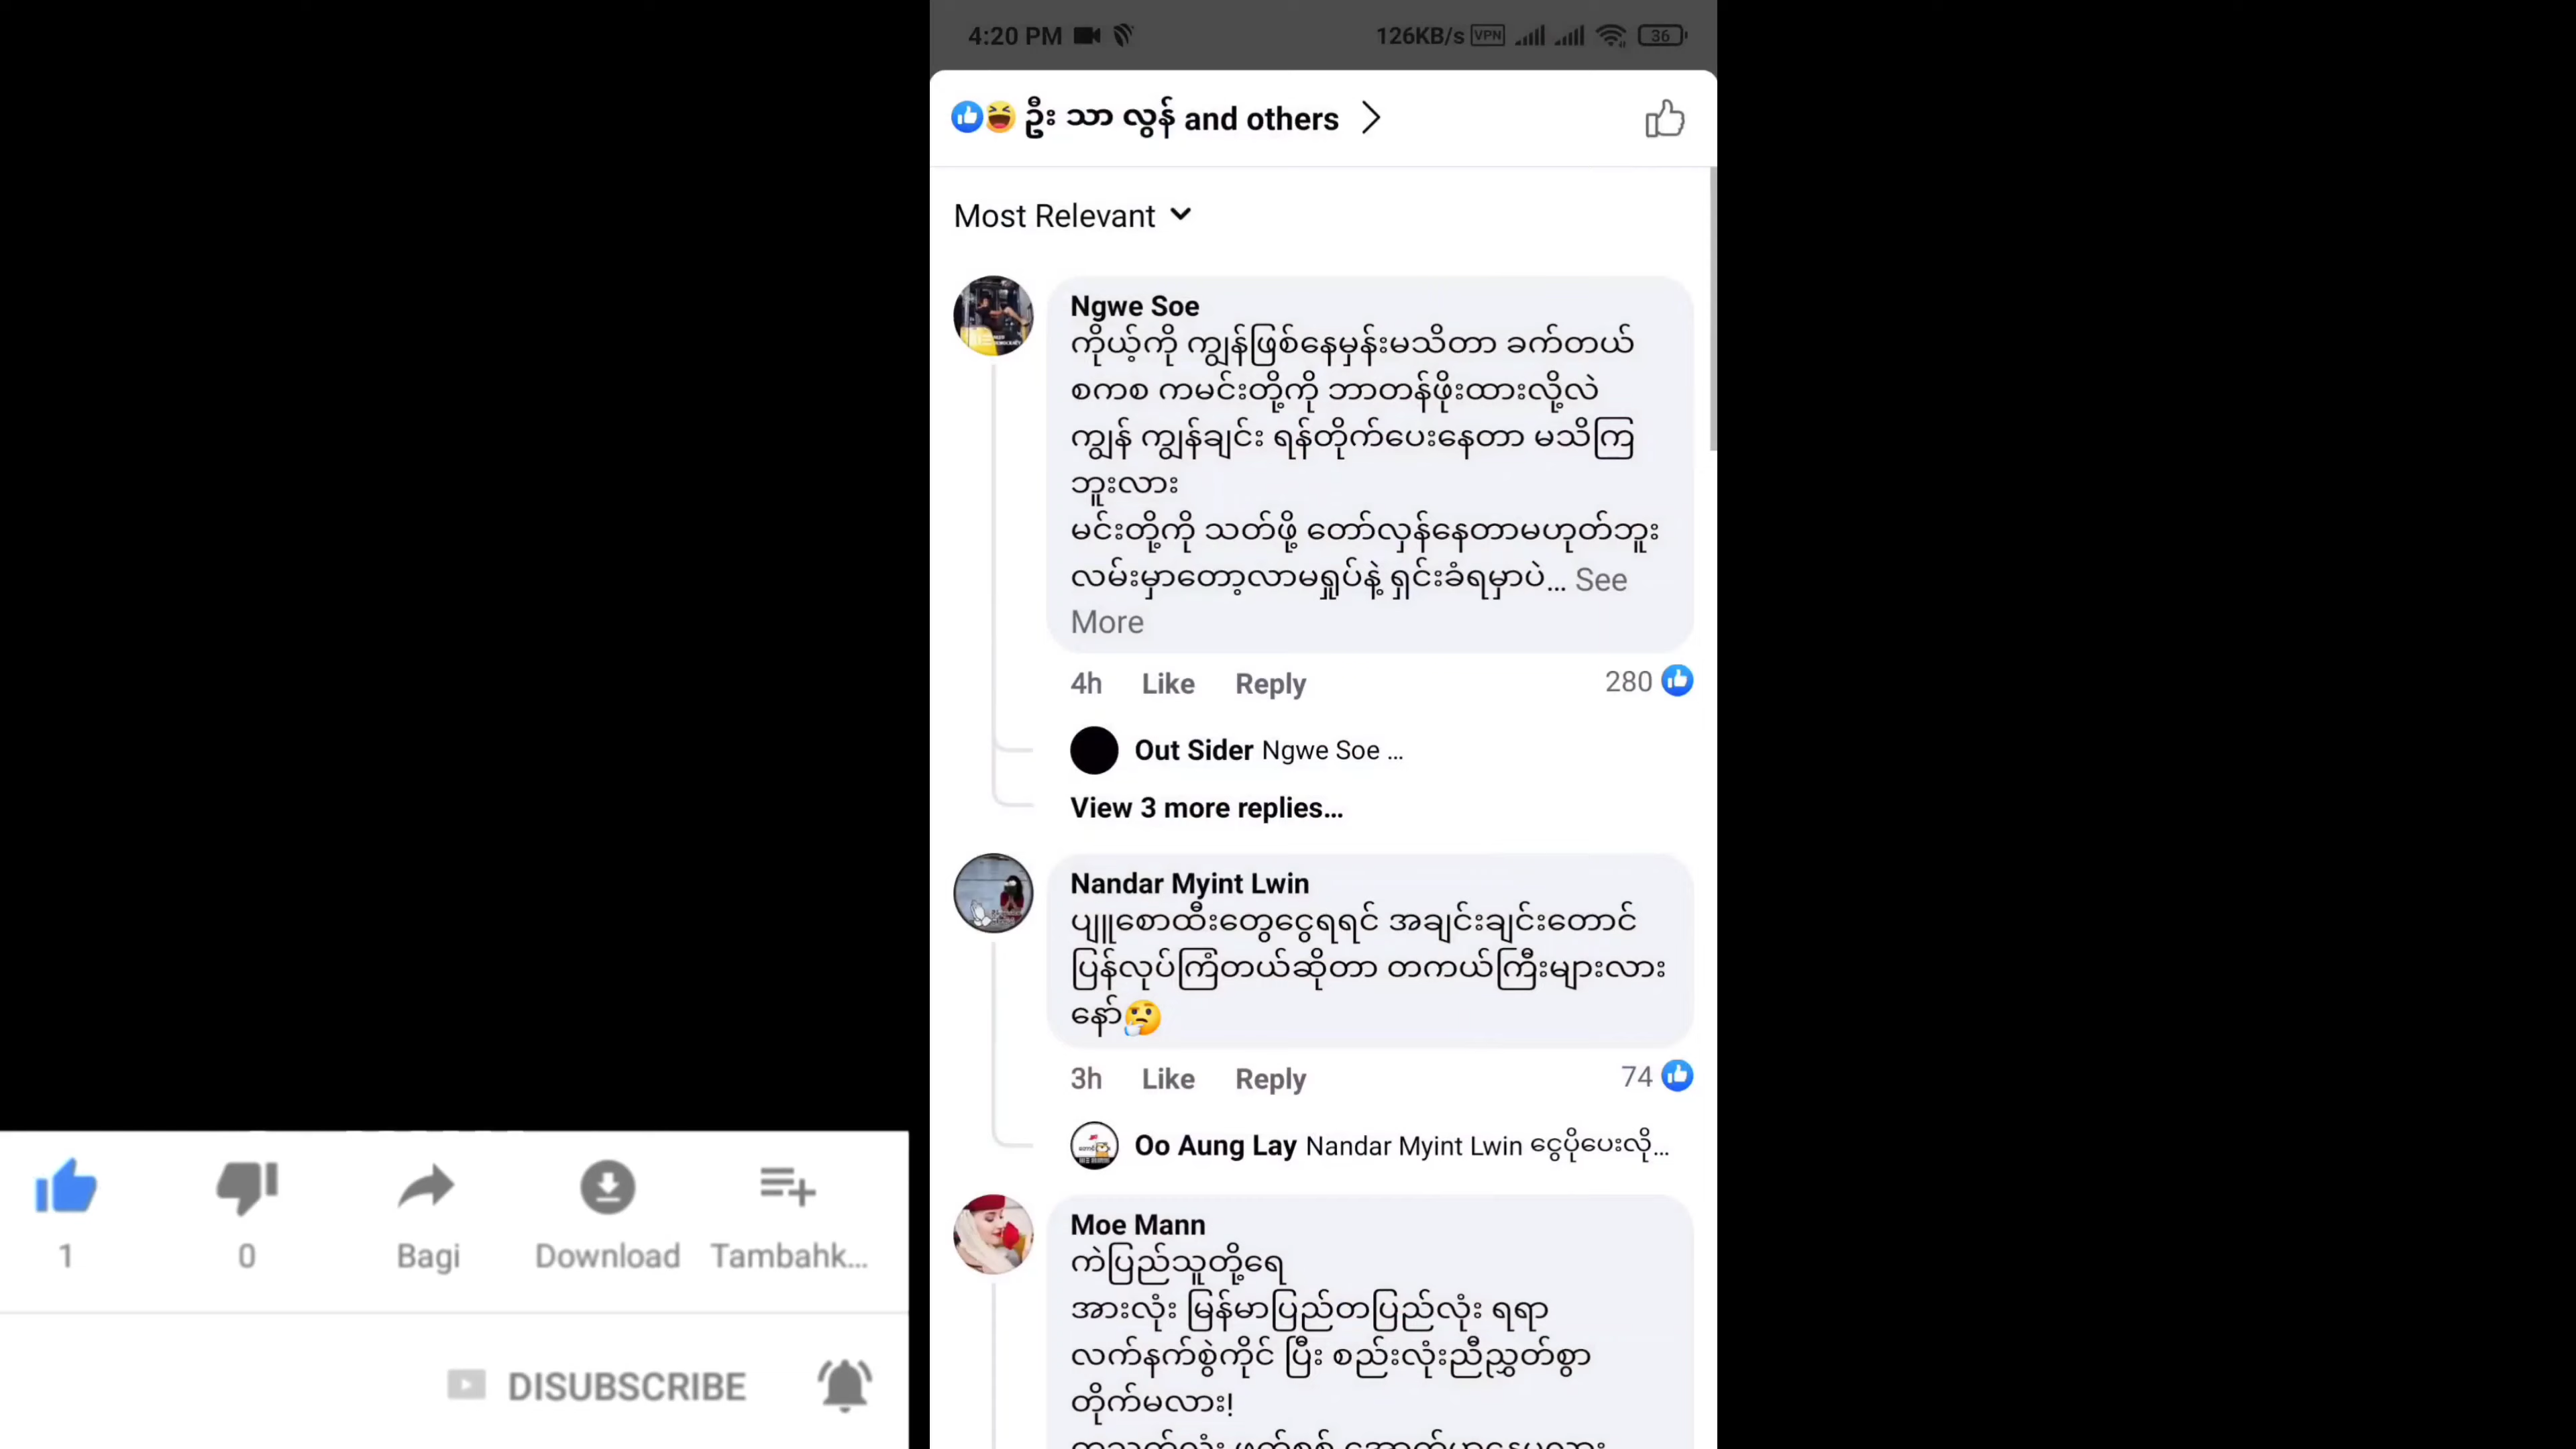 4:20 PM
126KB/s VPN 36
ဦး သာ လွန် and others
Most Relevant
Ngwe Soe
ကိုယ့်ကို ကျွန်ဖြစ်နေမှန်းမသိတာ ခက်တယ်
စကစ ကမင်းတို့ကို ဘာတန်ဖိုးထားလို့လဲ
ကျွန် ကျွန်ချင်း ရန်တိုက်ပေးနေတာ မသိကြ
ဘူးလား
မင်းတို့ကို သတ်ဖို့ တော်လှန်နေတာမဟုတ်ဘူး
လမ်းမှာတော့လာမရှုပ်နဲ့ ရှင်းခံရမှာပဲ... See
More
4h Like Reply 280
Out Sider Ngwe Soe ...
View 3 more replies...
Nandar Myint Lwin
ပျူစောထီးတွေငွေရရင် အချင်းချင်းတောင်
ပြန်လုပ်ကြံတယ်ဆိုတာ တကယ်ကြီးများလား
နော်🤔
3h Like Reply 74
Oo Aung Lay Nandar Myint Lwin ငွေပိုပေးလို...
Moe Mann
ကဲပြည်သူတို့ရေ
အားလုံး မြန်မာပြည်တပြည်လုံး ရရာ
လက်နက်စွဲကိုင် ပြီး စည်းလုံးညီညွတ်စွာ
တိုက်မလား!
1 0 Bagi Download Tambahk...
DISUBSCRIBE